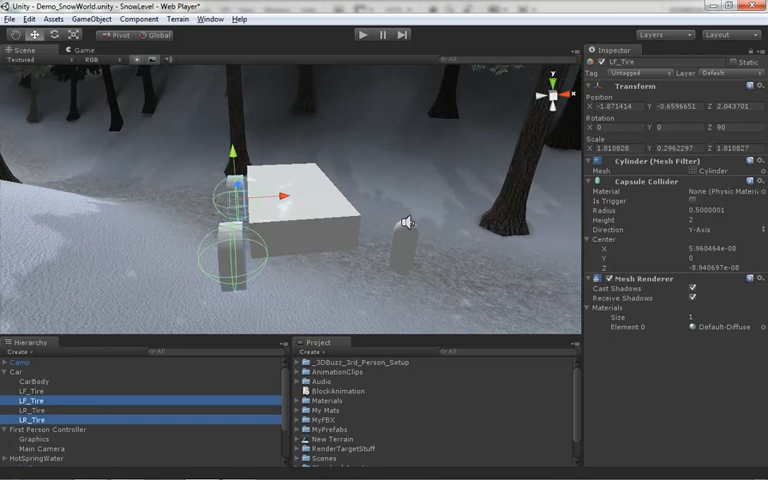 Unity - Demo_SnowWorld.unity - SnowLevel - Web Player*
File Edit Assets GameObject Component Terrain Window Help
Pivot Global Layers Layout
Scene Game
Textured RGB All
y
x
Inspector
LF_Tire Static
Tag Untagged Layer Default
Transform
Position
X -1.871414 Y -0.6596651 Z 2.043701
Rotation
X 0 Y 0 Z 90
Scale
X 1.810828 Y 0.2962297 Z 1.810827
Cylinder (Mesh Filter)
Mesh Cylinder
Capsule Collider
Material None (Physic Materi
Is Trigger
Radius 0.5000001
Height 2
Direction Y-Axis
Center
X 5.960464e-08
Y 0
Z -8.940697e-08
Mesh Renderer
Cast Shadows
Receive Shadows
Materials
Size 1
Element 0 Default-Diffuse
Hierarchy
Create All
Camp
Car
CarBody
LF_Tire
LF_Tire
LR_Tire
LR_Tire
First Person Controller
Graphics
Main Camera
HotSpringWater
Project
Create All
_3DBuzz_3rd_Person_Setup
AnimationClips
Audio
BlockAnimation
Materials
My Mats
MyFBX
MyPrefabs
New Terrain
RenderTargetStuff
Scenes